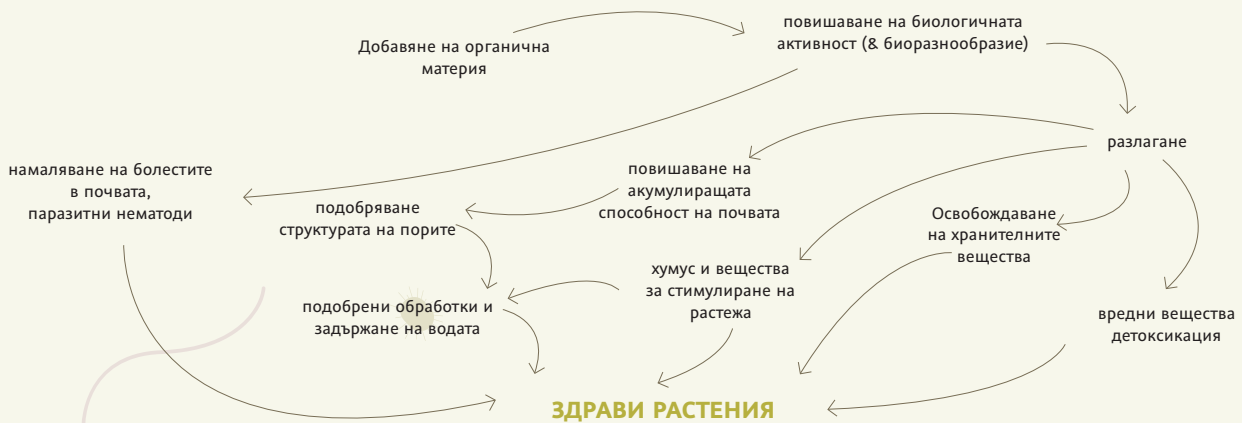 повишаване на биологичната
активност (& биоразнообразие)
Добавяне на органична
материя
разлагане
намаляване на болестите
в почвата,
паразитни нематоди
повишаване на
акумулиращата
способност на почвата
подобряване
структурата на порите
Освобождаване
на хранителните
вещества
хумус и вещества
за стимулиране на
растежа
подобрени обработки и
задържане на водата
вредни вещества
детоксикация
ЗДРАВИ РАСТЕНИЯ